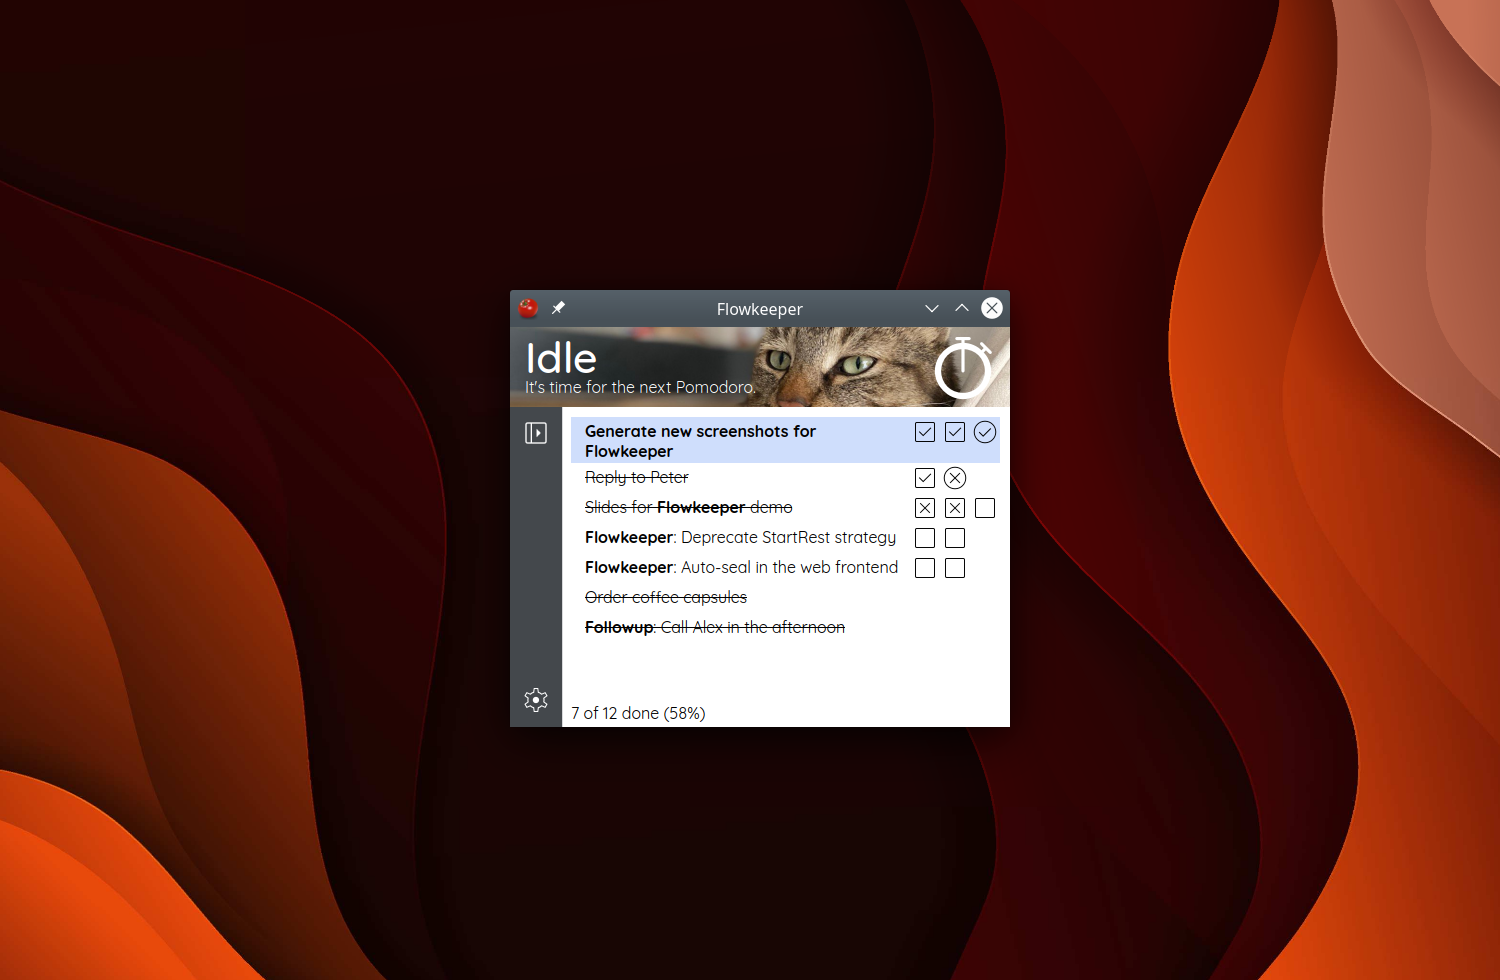 Flowkeeper
Idle
It's time for the next Pomodoro.
Generate new screenshots for
Flowkeeper
Reply to Peter
Slides for Flowkeeper demo
Flowkeeper: Deprecate StartRest strategy
Flowkeeper: Auto-seal in the web frontend
Order coffee capsules
Followup: Call Alex in the afternoon
7 of 12 done (58%)